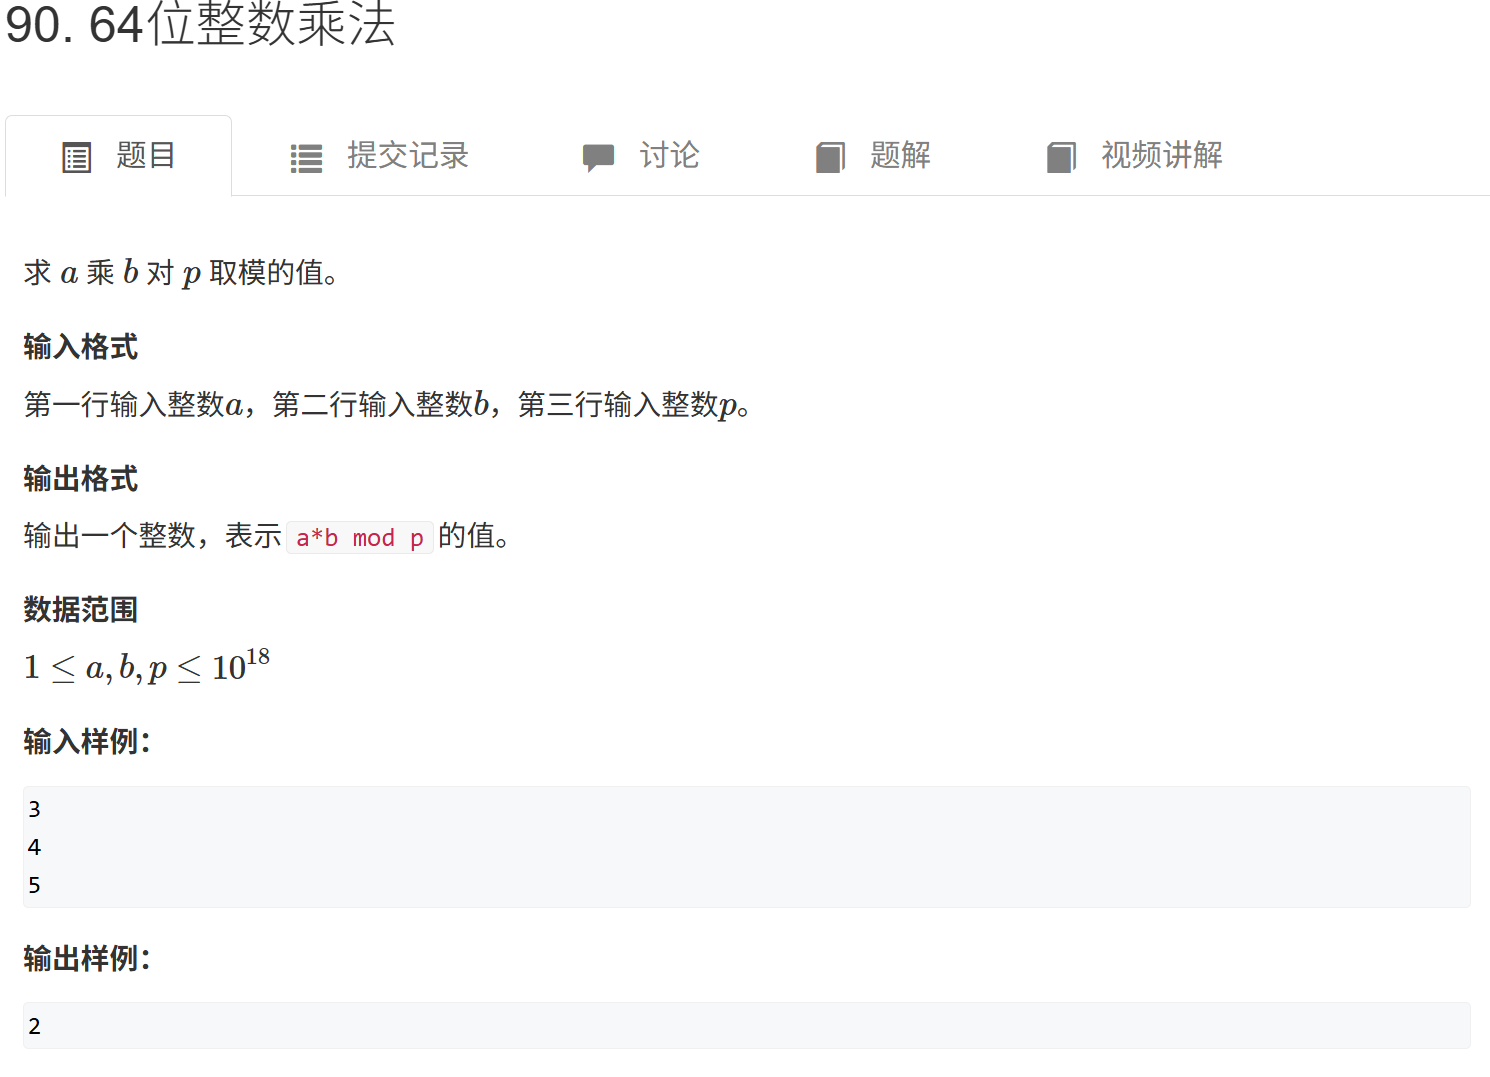 90. 64位整数乘法
题目 提交记录 讨论 题解 视频讲解
求 a 乘 b 对 p 取模的值。
输入格式
第一行输入整数a，第二行输入整数b，第三行输入整数p。
输出格式
输出一个整数，表示 a*b mod p 的值。
数据范围
1 ≤ a, b, p ≤ 10^18
输入样例：
3
4
5
输出样例：
2